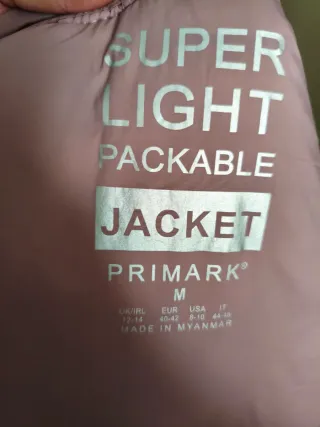 SUPER
LIGHT
PACKABLE
JACKET
PRIMARK®
M
UK/IRL EUR USA IT
12-14 40-42 8-10 44-46
MADE IN MYANMAR